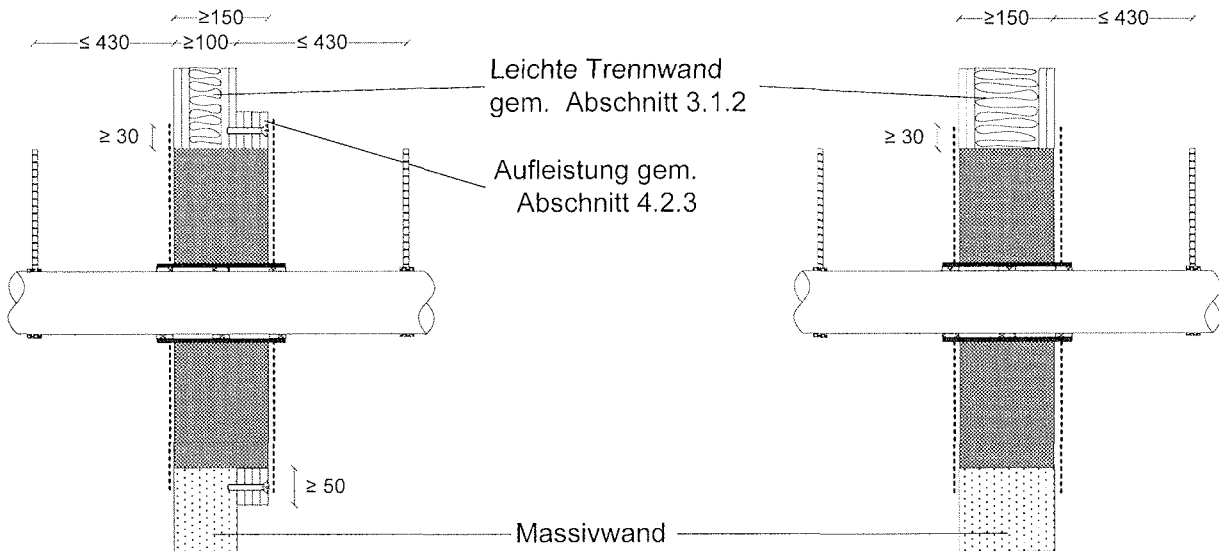 ≥150
≤ 430
≥100
≤ 430
≥150
≤ 430
Leichte Trennwand
gem. Abschnitt 3.1.2
≥ 30
≥ 30
Aufleistung gem.
Abschnitt 4.2.3
≥ 50
Massivwand